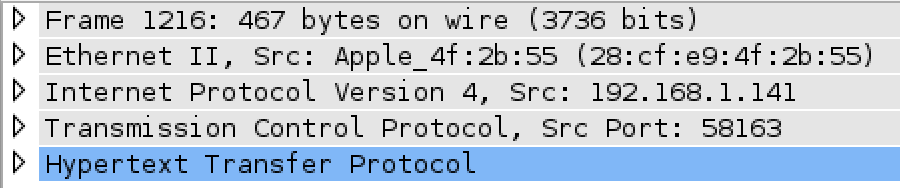 Frame 1216: 467 bytes on wire (3736 bits)
Ethernet II, Src: Apple_4f:2b:55 (28:cf:e9:4f:2b:55)
Internet Protocol Version 4, Src: 192.168.1.141
Transmission Control Protocol, Src Port: 58163
Hypertext Transfer Protocol